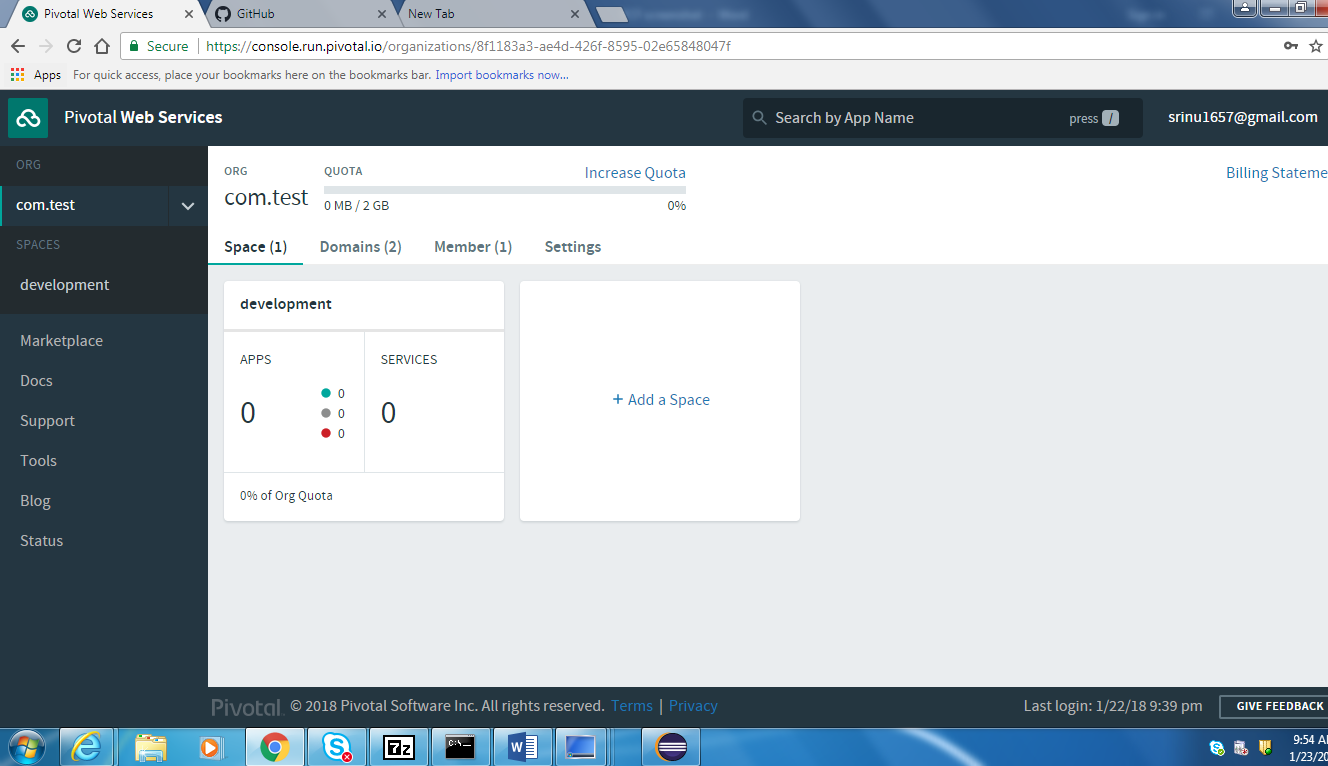 Pivotal Web Services
GitHub
New Tab
Secure
https://console.run.pivotal.io/organizations/8f1183a3-ae4d-426f-8595-02e65848047f
Apps
For quick access, place your bookmarks here on the bookmarks bar. Import bookmarks now...
Pivotal Web Services
Search by App Name
press /
srinu1657@gmail.com
ORG
com.test
SPACES
development
Marketplace
Docs
Support
Tools
Blog
Status
ORG
com.test
QUOTA
Increase Quota
0 MB / 2 GB
0%
Billing Stateme
Space (1)
Domains (2)
Member (1)
Settings
development
APPS
0
0
0
0
SERVICES
0
0% of Org Quota
+ Add a Space
Pivotal
© 2018 Pivotal Software Inc. All rights reserved. Terms | Privacy
Last login: 1/22/18 9:39 pm
GIVE FEEDBACK
7z
C:\
W
9:54 A
1/23/20